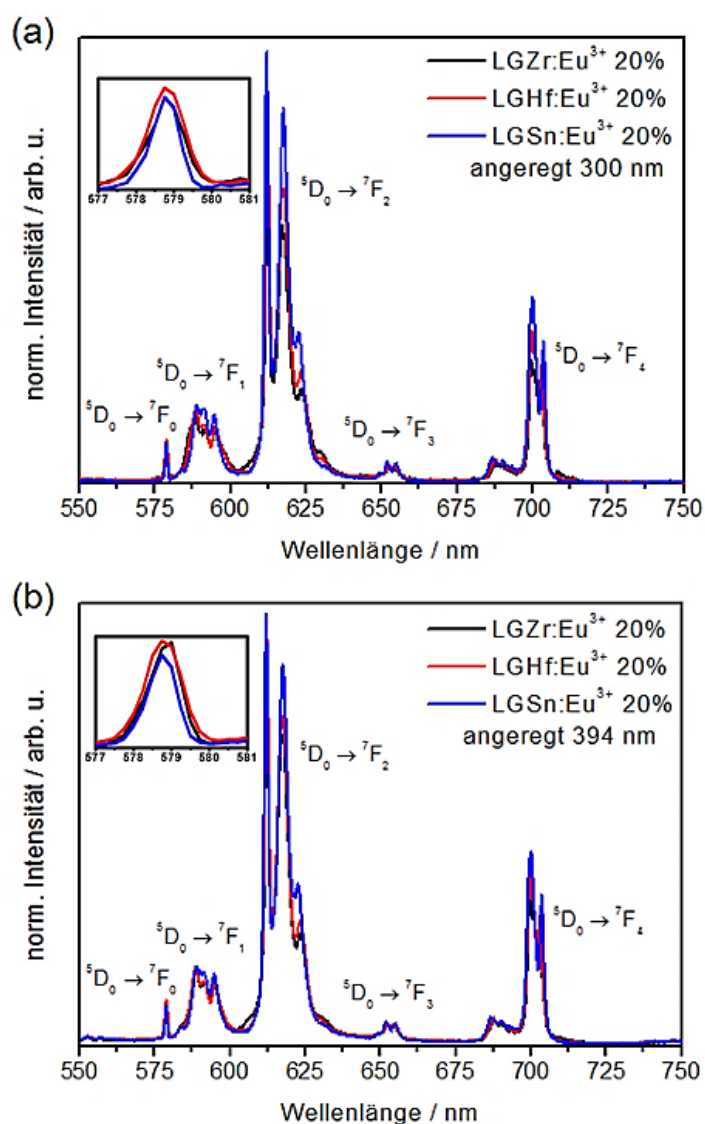 (a)
LGZr:Eu³⁺ 20%
LGHf:Eu³⁺ 20%
LGSn:Eu³⁺ 20%
angeregt 300 nm
577 578 579 580 581
⁵D₀ → ⁷F₂
⁵D₀ → ⁷F₁
⁵D₀ → ⁷F₄
⁵D₀ → ⁷F₀
⁵D₀ → ⁷F₃
norm. Intensität / arb. u.
550 575 600 625 650 675 700 725 750
Wellenlänge / nm
(b)
LGZr:Eu³⁺ 20%
LGHf:Eu³⁺ 20%
LGSn:Eu³⁺ 20%
angeregt 394 nm
577 578 579 580 581
⁵D₀ → ⁷F₂
⁵D₀ → ⁷F₁
⁵D₀ → ⁷F₄
⁵D₀ → ⁷F₀
⁵D₀ → ⁷F₃
norm. Intensität / arb. u.
550 575 600 625 650 675 700 725 750
Wellenlänge / nm